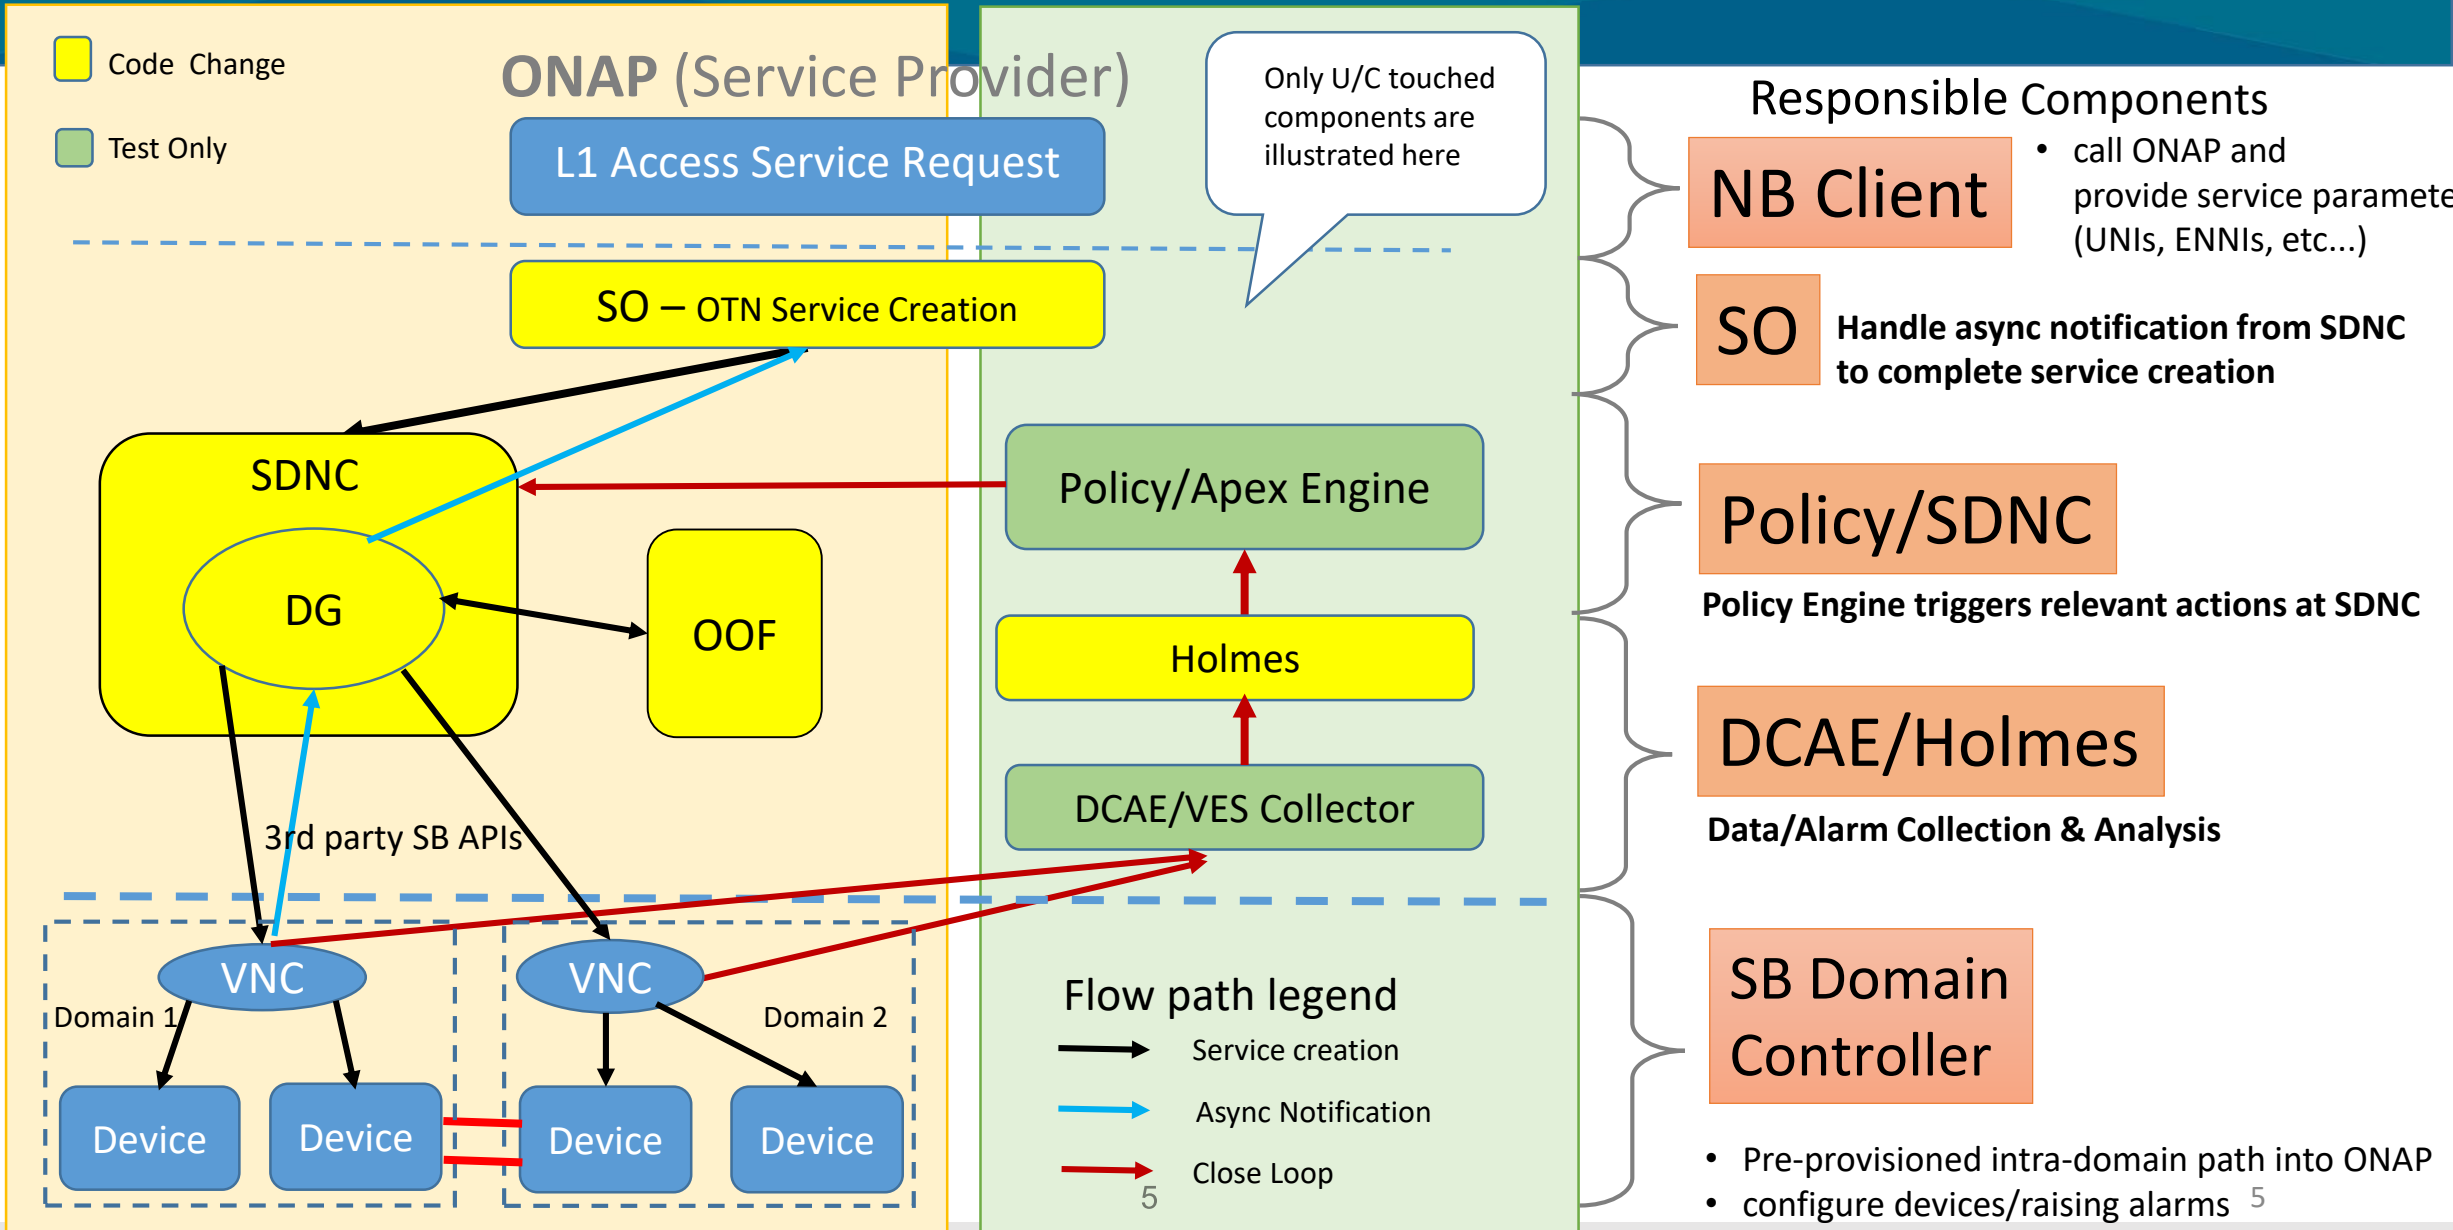 Code  Change
Test Only
ONAP (Service Provider)
L1 Access Service Request
Only U/C touched
components are
illustrated here
SO – OTN Service Creation
SDNC
DG
OOF
Policy/Apex Engine
Holmes
DCAE/VES Collector
3rd party SB APIs
VNC
Domain 1
Device
Device
VNC
Domain 2
Device
Device
Flow path legend
Service creation
Async Notification
Close Loop
5
Responsible Components
NB Client
• call ONAP and
provide service paramete
(UNIs, ENNIs, etc...)
SO
Handle async notification from SDNC
to complete service creation
Policy/SDNC
Policy Engine triggers relevant actions at SDNC
DCAE/Holmes
Data/Alarm Collection & Analysis
SB Domain
Controller
• Pre-provisioned intra-domain path into ONAP
• configure devices/raising alarms
5